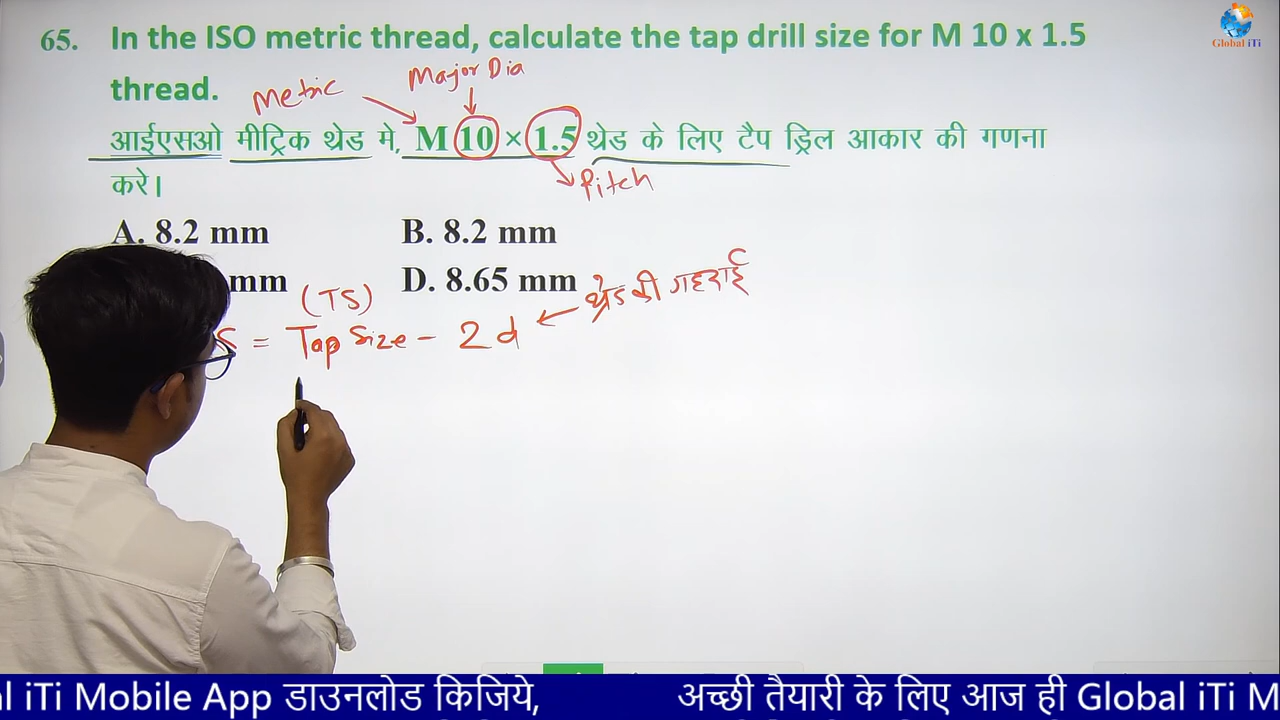 65. In the ISO metric thread, calculate the tap drill size for M 10 x 1.5
thread.
Metric
Major Dia
आईएसओ मीट्रिक थ्रेड मे, M 10 × 1.5 थ्रेड के लिए टैप ड्रिल आकार की गणना
करे।
Pitch
A. 8.2 mm B. 8.2 mm
mm D. 8.65 mm
(TS)
थ्रेड की गहराई
S = Tap Size - 2d
Global iTi
al iTi Mobile App डाउनलोड किजिये, अच्छी तैयारी के लिए आज ही Global iTi M